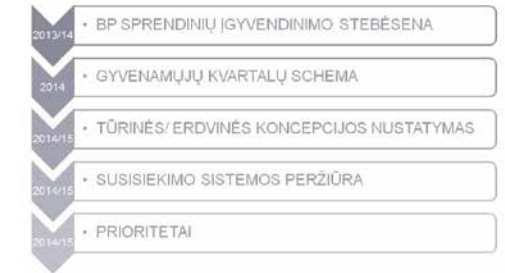 2013/14
• BP SPRENDINIŲ ĮGYVENDINIMO STEBĖSENA
2014
• GYVENAMŲJŲ KVARTALŲ SCHEMA
2014/15
• TŪRINĖS/ ERDVINĖS KONCEPCIJOS NUSTATYMAS
2014/15
• SUSISIEKIMO SISTEMOS PERŽIŪRA
2014/15
• PRIORITETAI